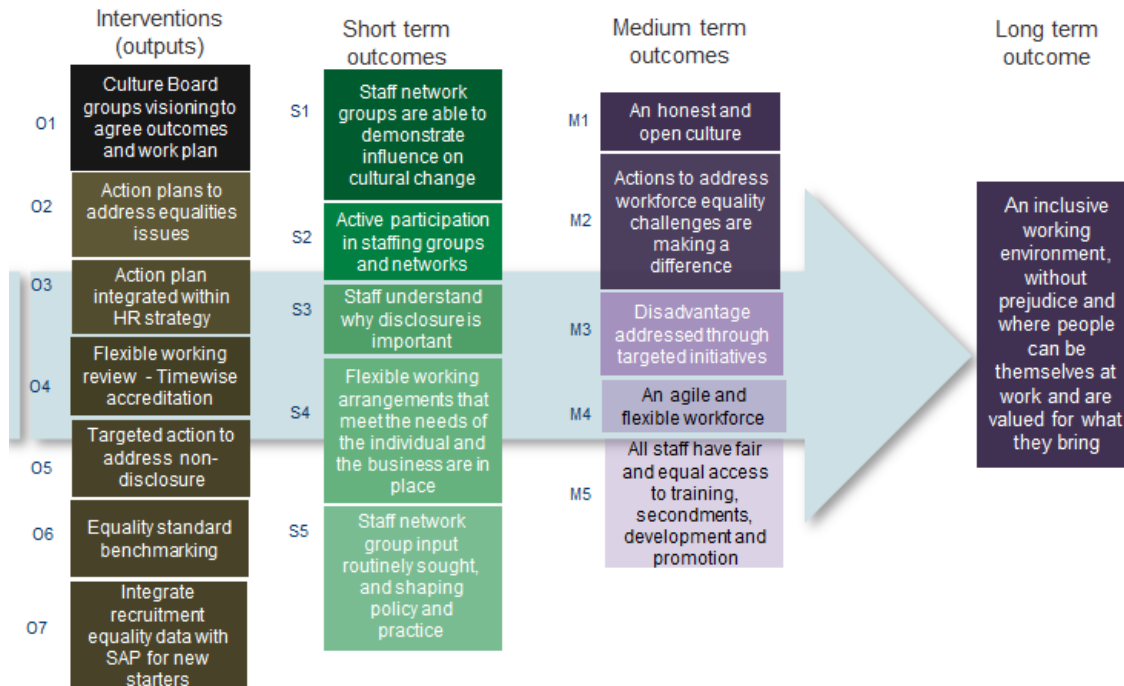 Interventions
(outputs)
O1
Culture Board
groups visioning to
agree outcomes
and work plan
O2
Action plans to
address equalities
issues
O3
Action plan
integrated within
HR strategy
O4
Flexible working
review - Timewise
accreditation
O5
Targeted action to
address non-
disclosure
O6
Equality standard
benchmarking
O7
Integrate
recruitment
equality data with
SAP for new
starters
Short term
outcomes
S1
Staff network
groups are able to
demonstrate
influence on
cultural change
S2
Active participation
in staffing groups
and networks
S3
Staff understand
why disclosure is
important
S4
Flexible working
arrangements that
meet the needs of
the individual and
the business are in
place
S5
Staff network
group input
routinely sought,
and shaping
policy and
practice
Medium term
outcomes
M1
An honest and
open culture
M2
Actions to address
workforce equality
challenges are
making a
difference
M3
Disadvantage
addressed through
targeted initiatives
M4
An agile and
flexible workforce
M5
All staff have fair
and equal access
to training,
secondments,
development and
promotion
Long term
outcome
An inclusive
working
environment,
without
prejudice and
where people
can be
themselves at
work and are
valued for what
they bring